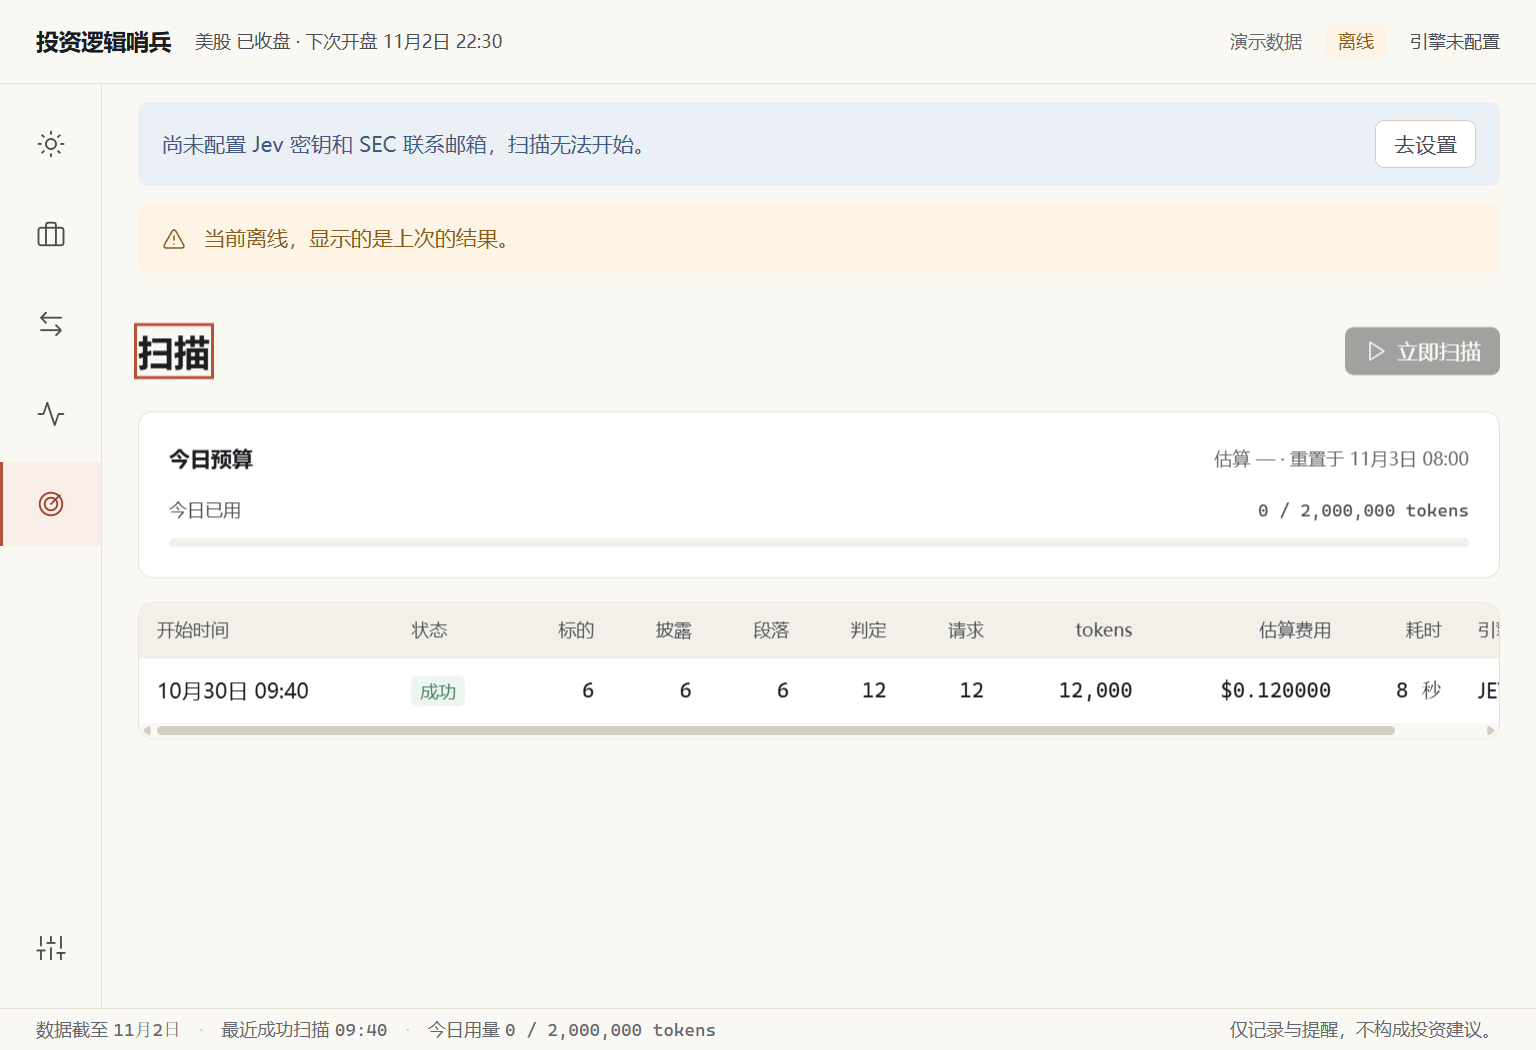 投资逻辑哨兵 美股 已收盘 · 下次开盘 11月2日 22:30 演示数据 离线 引擎未配置
尚未配置 Jev 密钥和 SEC 联系邮箱，扫描无法开始。 去设置
当前离线，显示的是上次的结果。
扫描 立即扫描
今日预算 估算 — · 重置于 11月3日 08:00
今日已用 0 / 2,000,000 tokens
开始时间 状态 标的 披露 段落 判定 请求 tokens 估算费用 耗时 引
10月30日 09:40 成功 6 6 6 12 12 12,000 $0.120000 8 秒 JE
数据截至 11月2日 · 最近成功扫描 09:40 · 今日用量 0 / 2,000,000 tokens 仅记录与提醒，不构成投资建议。